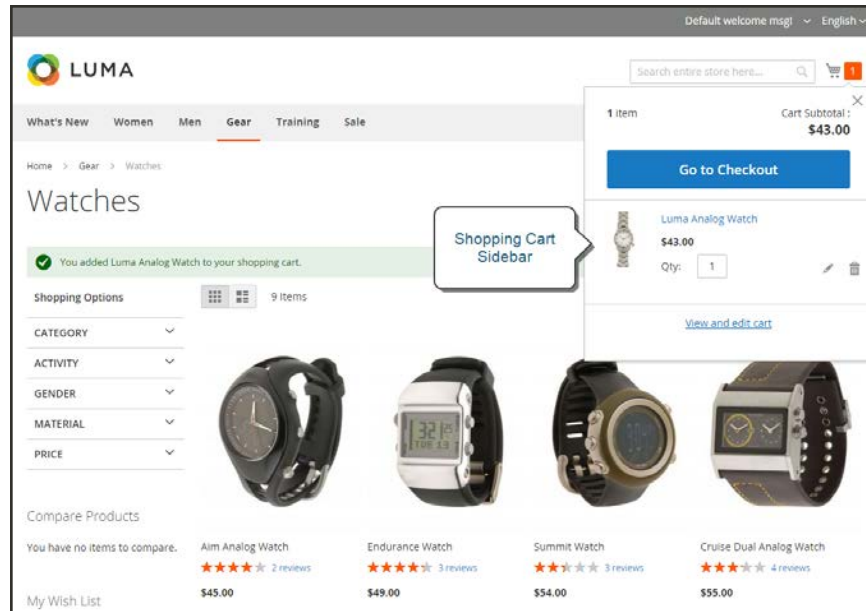 Default welcome msg! English
LUMA
Search entire store here...
1
What's New Women Men Gear Training Sale
1 item
Cart Subtotal :
$43.00
Go to Checkout
Home > Gear > Watches
Watches
Luma Analog Watch
$43.00
Qty: 1
Shopping Cart
Sidebar
You added Luma Analog Watch to your shopping cart.
View and edit cart
Shopping Options
9 Items
CATEGORY
ACTIVITY
GENDER
MATERIAL
PRICE
Compare Products
You have no items to compare.
My Wish List
Aim Analog Watch
2 reviews
$45.00
Endurance Watch
3 reviews
$49.00
Summit Watch
3 reviews
$54.00
Cruise Dual Analog Watch
4 reviews
$55.00